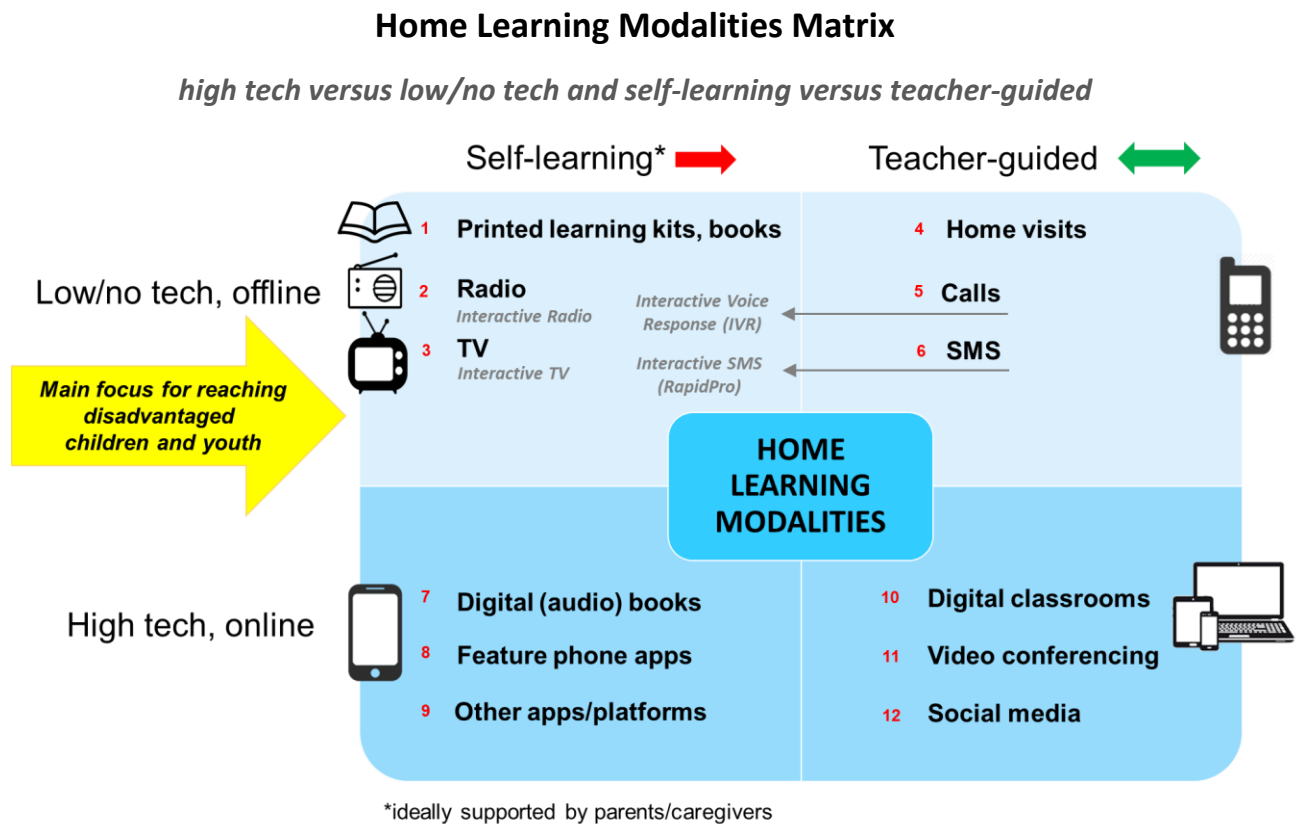 Home Learning Modalities Matrix
high tech versus low/no tech and self-learning versus teacher-guided
Self-learning*
Teacher-guided
Low/no tech, offline
1 Printed learning kits, books
2 Radio
Interactive Radio
3 TV
Interactive TV
Interactive Voice
Response (IVR)
Interactive SMS
(RapidPro)
4 Home visits
5 Calls
6 SMS
Main focus for reaching
disadvantaged
children and youth
HOME
LEARNING
MODALITIES
High tech, online
7 Digital (audio) books
8 Feature phone apps
9 Other apps/platforms
10 Digital classrooms
11 Video conferencing
12 Social media
*ideally supported by parents/caregivers